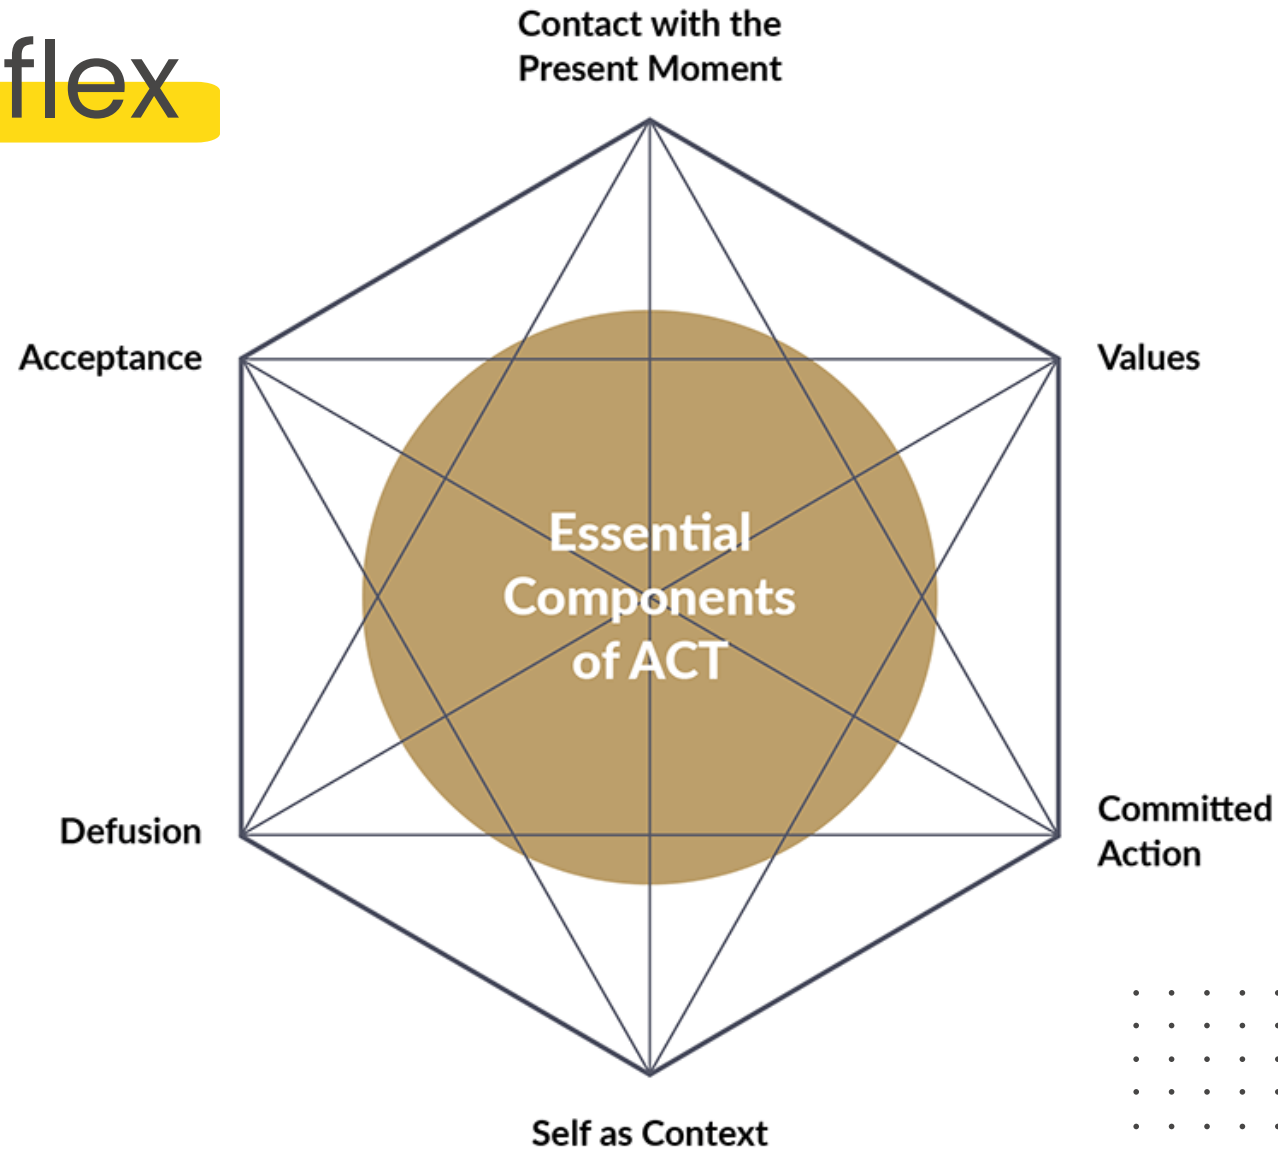 flex
Contact with the
Present Moment
Acceptance
Values
Essential
Components
of ACT
Defusion
Committed
Action
Self as Context